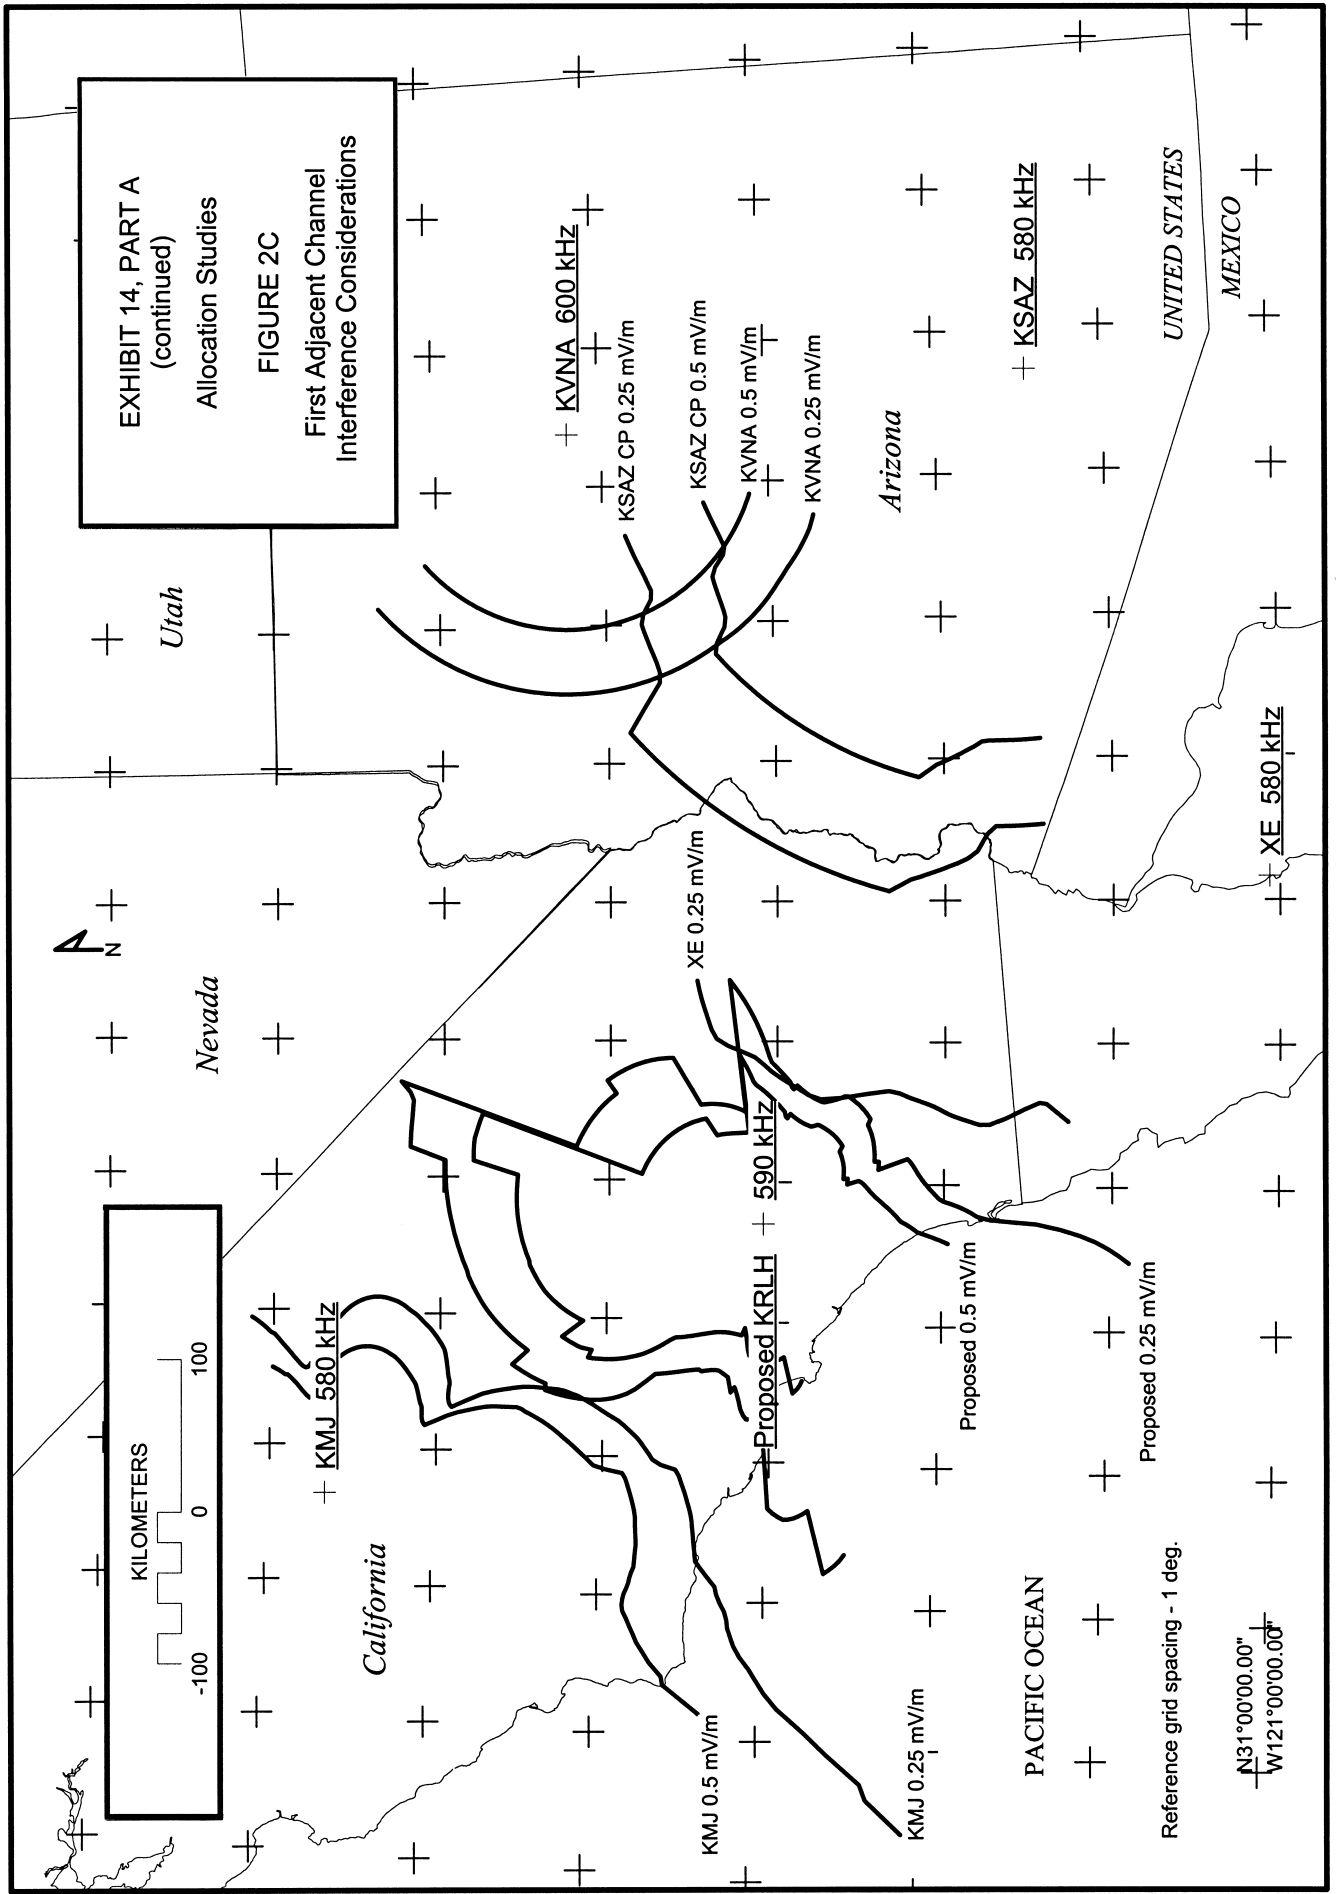 EXHIBIT 14, PART A
(continued)
Allocation Studies
FIGURE 2C
First Adjacent Channel
Interference Considerations
KILOMETERS
-100
0
100
N
Utah
Nevada
California
Arizona
UNITED STATES
MEXICO
PACIFIC OCEAN
KVNA 600 kHz
KSAZ CP 0.25 mV/m
KSAZ CP 0.5 mV/m
KVNA 0.5 mV/m
KVNA 0.25 mV/m
KSAZ 580 kHz
XE 580 kHz
XE 0.25 mV/m
KMJ 580 kHz
Proposed KRLH 590 kHz
Proposed 0.5 mV/m
Proposed 0.25 mV/m
KMJ 0.5 mV/m
KMJ 0.25 mV/m
Reference grid spacing - 1 deg.
N31°00'00.00"
W121°00'00.00"